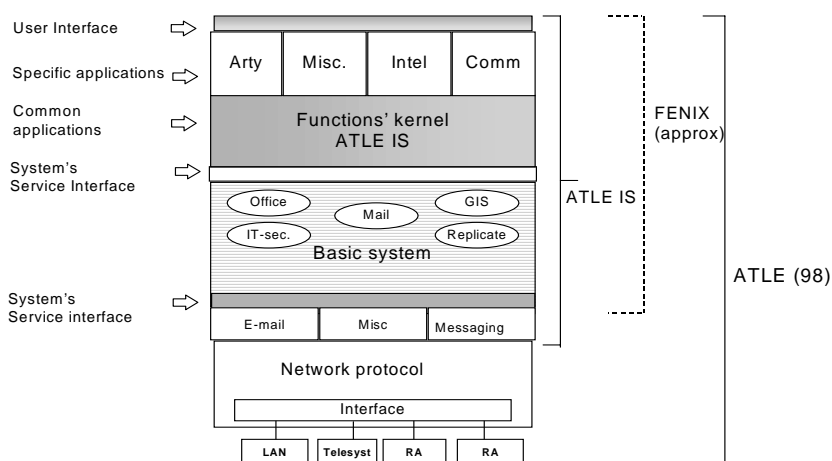 User Interface
Specific applications
Common
applications
System's
Service Interface
System's
Service interface
Arty
Misc.
Intel
Comm
Functions' kernel
ATLE IS
Office
Mail
GIS
IT-sec.
Replicate
Basic system
E-mail
Misc
Messaging
Network protocol
Interface
LAN
Telesyst
RA
RA
ATLE IS
FENIX
(approx)
ATLE (98)